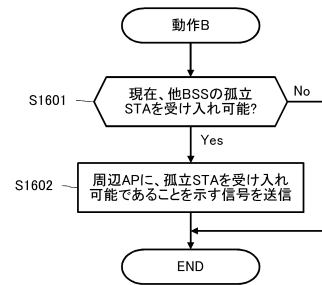 動作B
現在、他BSSの孤立
STAを受け入れ可能?
No
S1601
Yes
周辺APに、孤立STAを受け入れ
可能であることを示す信号を送信
S1602
END